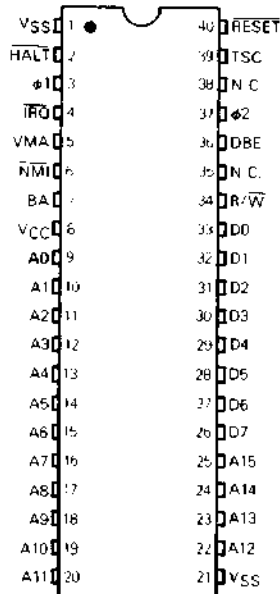 VSS 1 40 RESET
HALT 2 39 TSC
ϕ1 3 38 N C
IRQ 4 37 ϕ2
VMA 5 36 DBE
NMI 6 35 N C.
BA 7 34 R/W
VCC 8 33 D0
A0 9 32 D1
A1 10 31 D2
A2 11 30 D3
A3 12 29 D4
A4 13 28 D5
A5 14 27 D6
A6 15 26 D7
A7 16 25 A15
A8 17 24 A14
A9 18 23 A13
A10 19 22 A12
A11 20 21 VSS